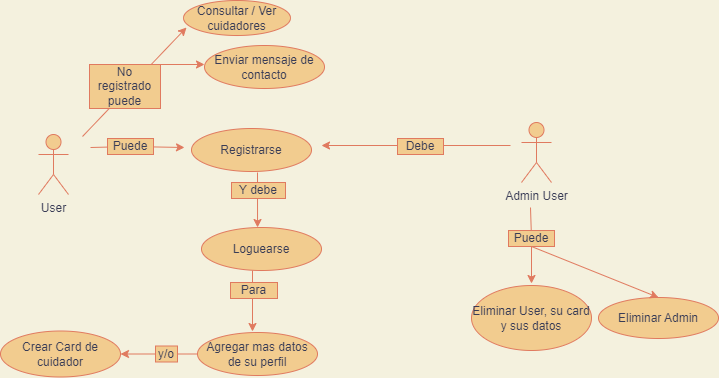 Consultar / Ver
cuidadores
Enviar mensaje de
contacto
No
registrado
puede
Puede
Registrarse
Debe
User
Admin User
Y debe
Loguearse
Puede
Para
Eliminar User, su card
y sus datos
Eliminar Admin
Crear Card de
cuidador
y/o
Agregar mas datos
de su perfil